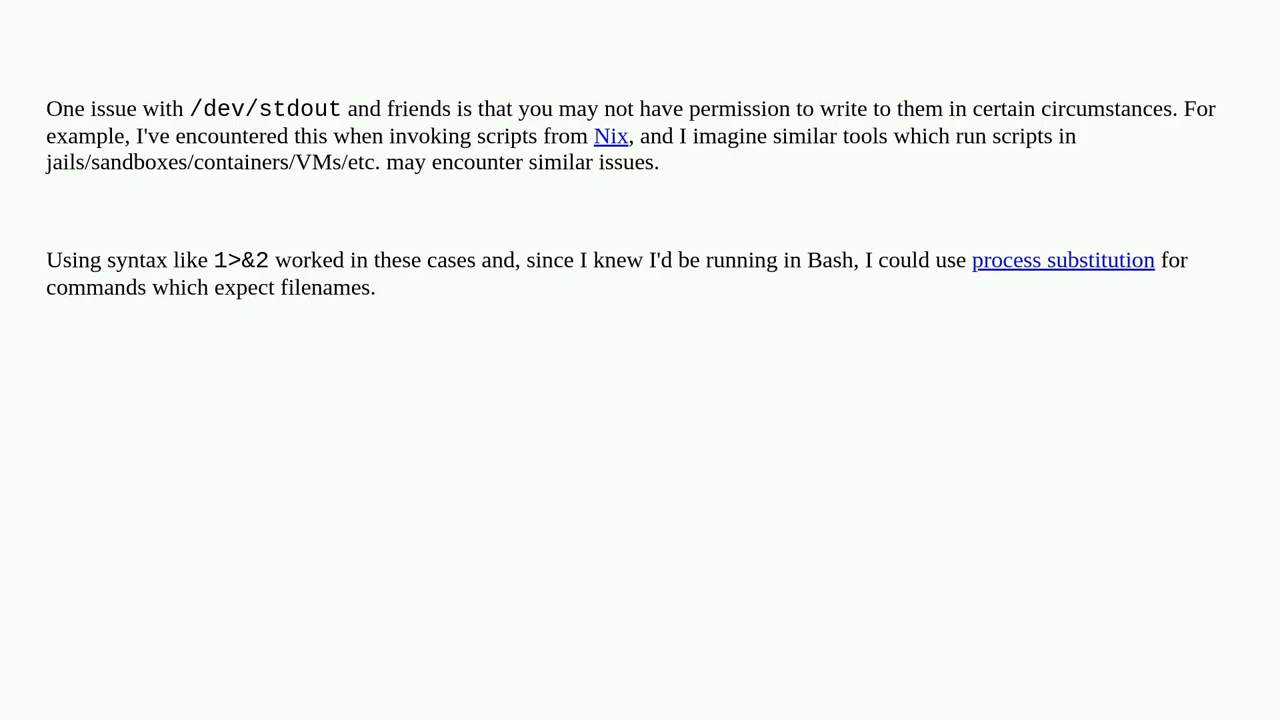 One issue with /dev/stdout and friends is that you may not have permission to write to them in certain circumstances. For
example, I've encountered this when invoking scripts from Nix, and I imagine similar tools which run scripts in
jails/sandboxes/containers/VMs/etc. may encounter similar issues.
Using syntax like 1>&2 worked in these cases and, since I knew I'd be running in Bash, I could use process substitution for
commands which expect filenames.